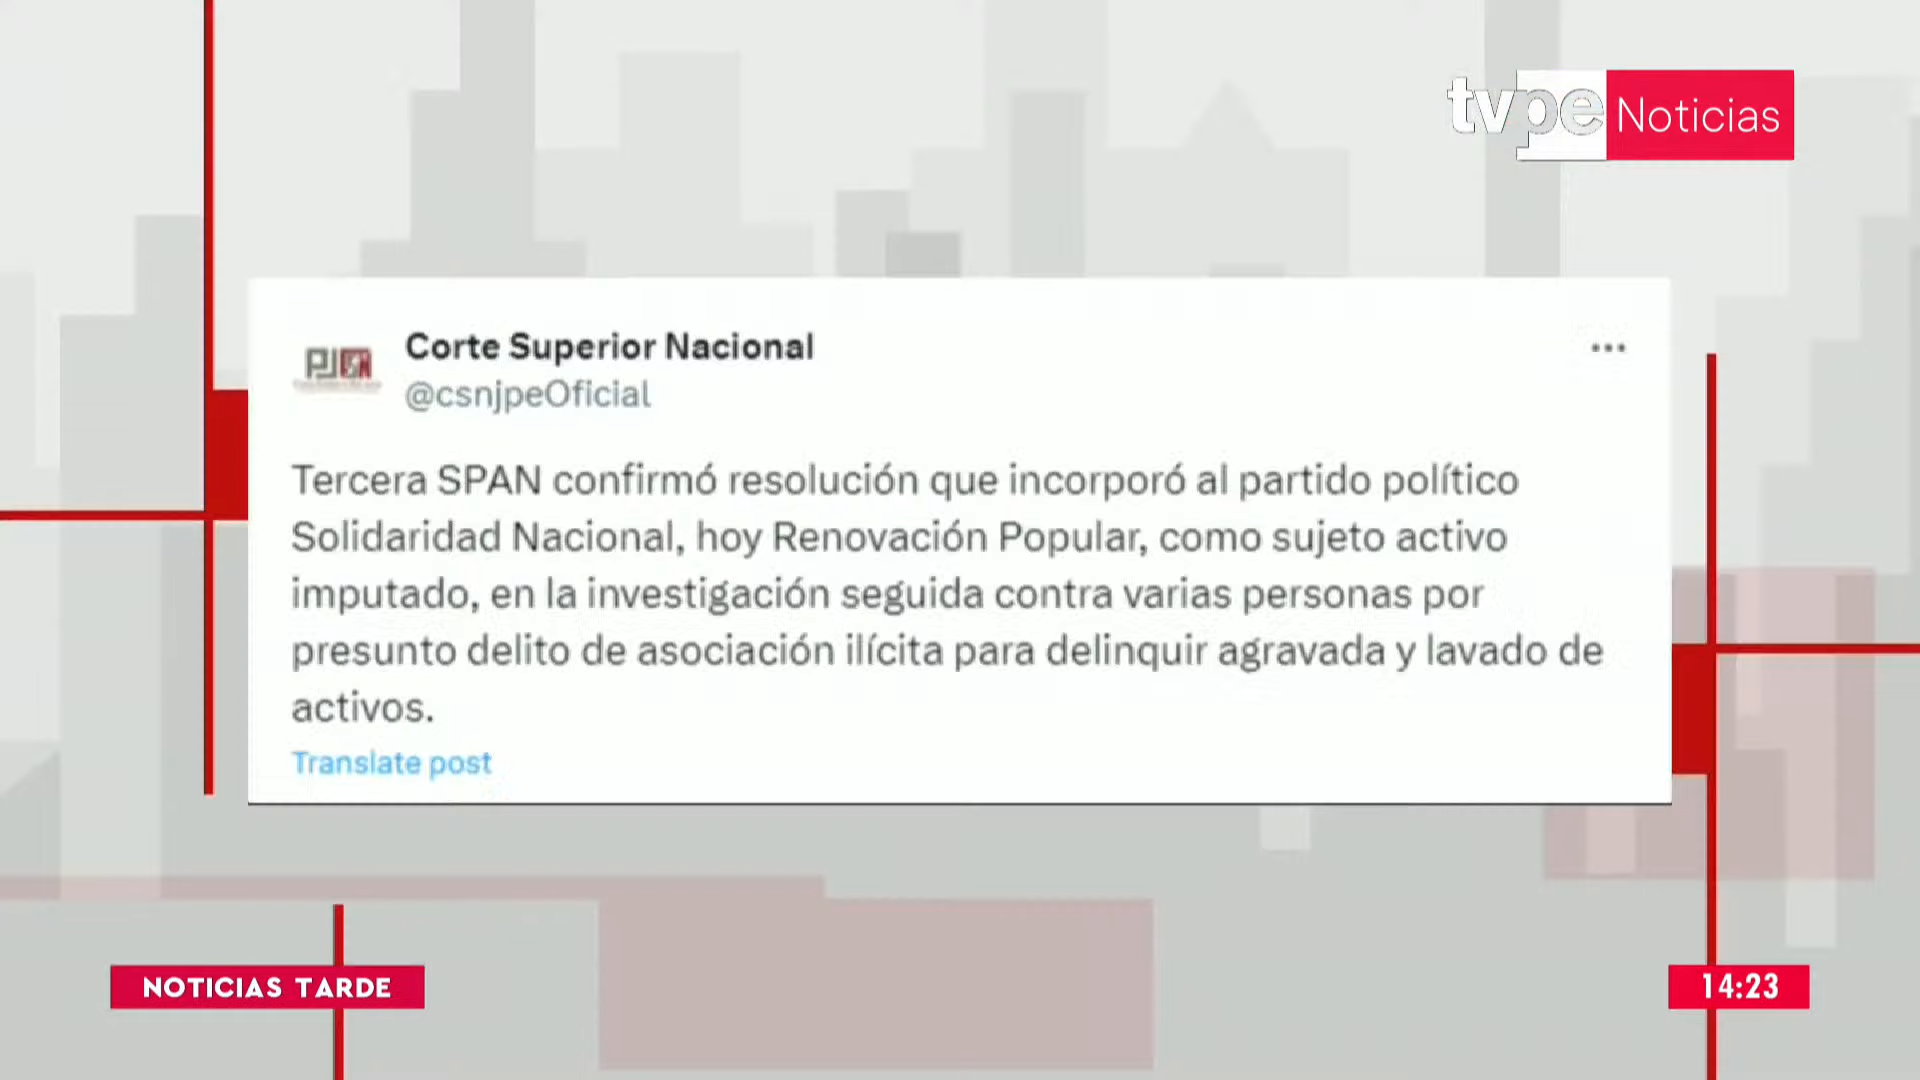 tvpe Noticias
Corte Superior Nacional
@csnjpeOficial
Tercera SPAN confirmó resolución que incorporó al partido político
Solidaridad Nacional, hoy Renovación Popular, como sujeto activo
imputado, en la investigación seguida contra varias personas por
presunto delito de asociación ilícita para delinquir agravada y lavado de
activos.
Translate post
NOTICIAS TARDE
14:23